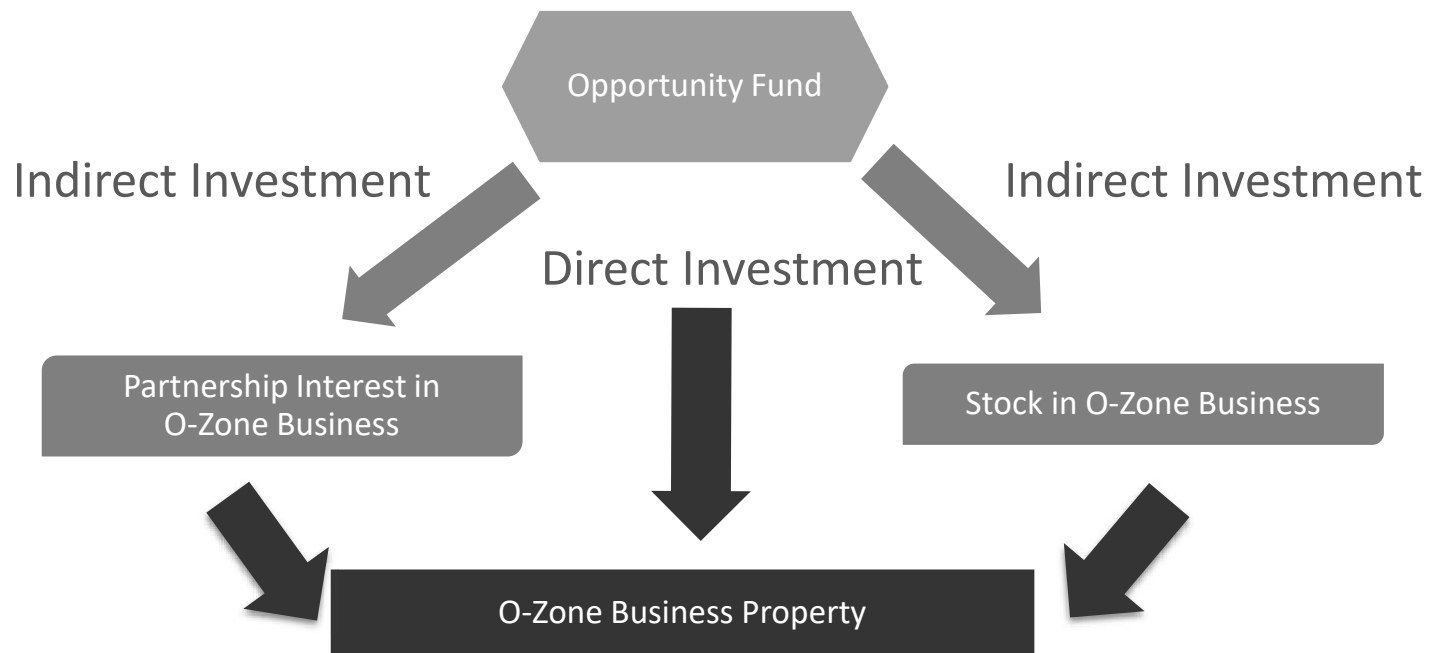 Opportunity Fund
Indirect Investment
Indirect Investment
Direct Investment
Partnership Interest in
O-Zone Business
Stock in O-Zone Business
O-Zone Business Property